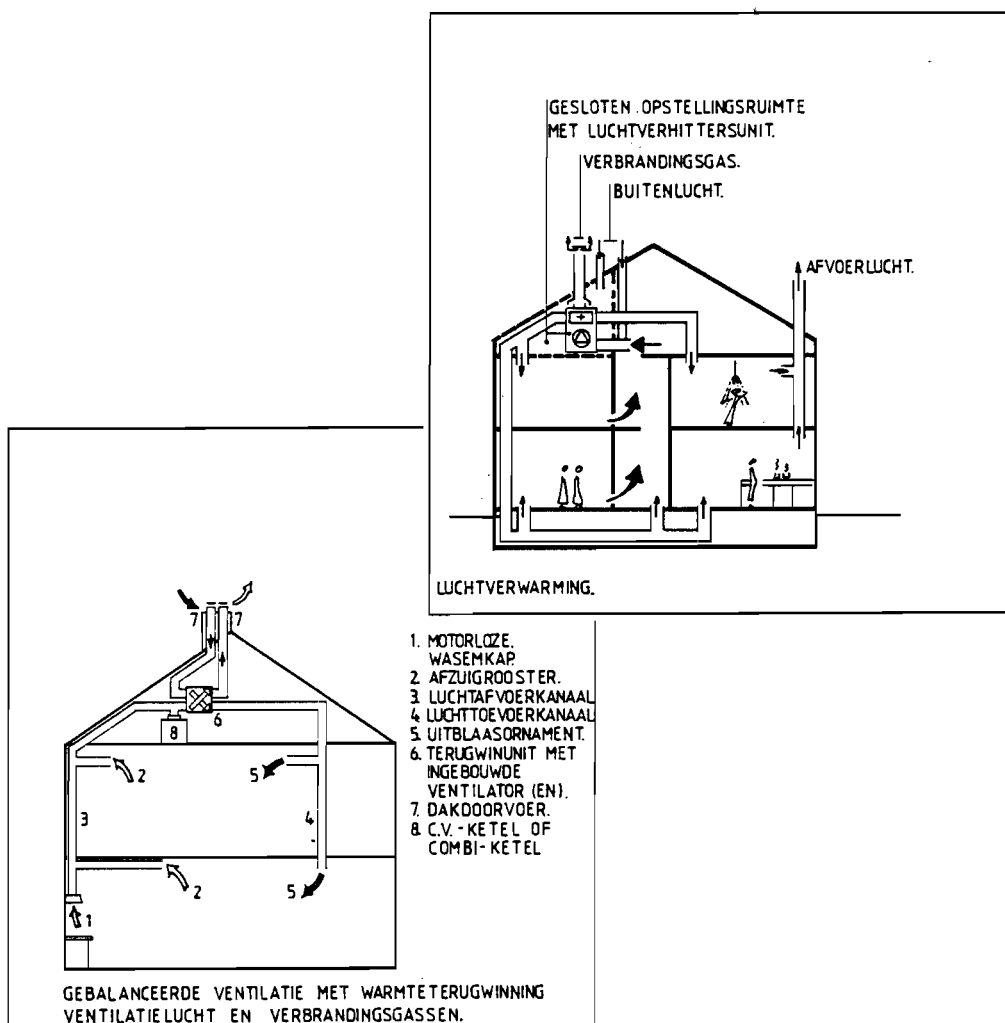 GESLOTEN OPSTELLINGSRUIMTE
MET LUCHTVERHITTERSUNIT.
VERBRANDINGSGAS.
BUITENLUCHT.
AFVOERLUCHT.
LUCHTVERWARMING.
7 7
6
8
2
5
3
4
2
5
1
1. MOTORLOZE.
WASEMKAP.
2. AFZUIGROOSTER.
3. LUCHTAFVOERKANAAL
4. LUCHTTOEVOERKANAAL
5. UITBLAASORNAMENT.
6. TERUGWINUNIT MET
INGEBOUWDE
VENTILATOR (EN).
7. DAKDOORVOER.
8. C.V.-KETEL OF
COMBI-KETEL
GEBALANCEERDE VENTILATIE MET WARMTETERUGWINNING
VENTILATIELUCHT EN VERBRANDINGSGASSEN.